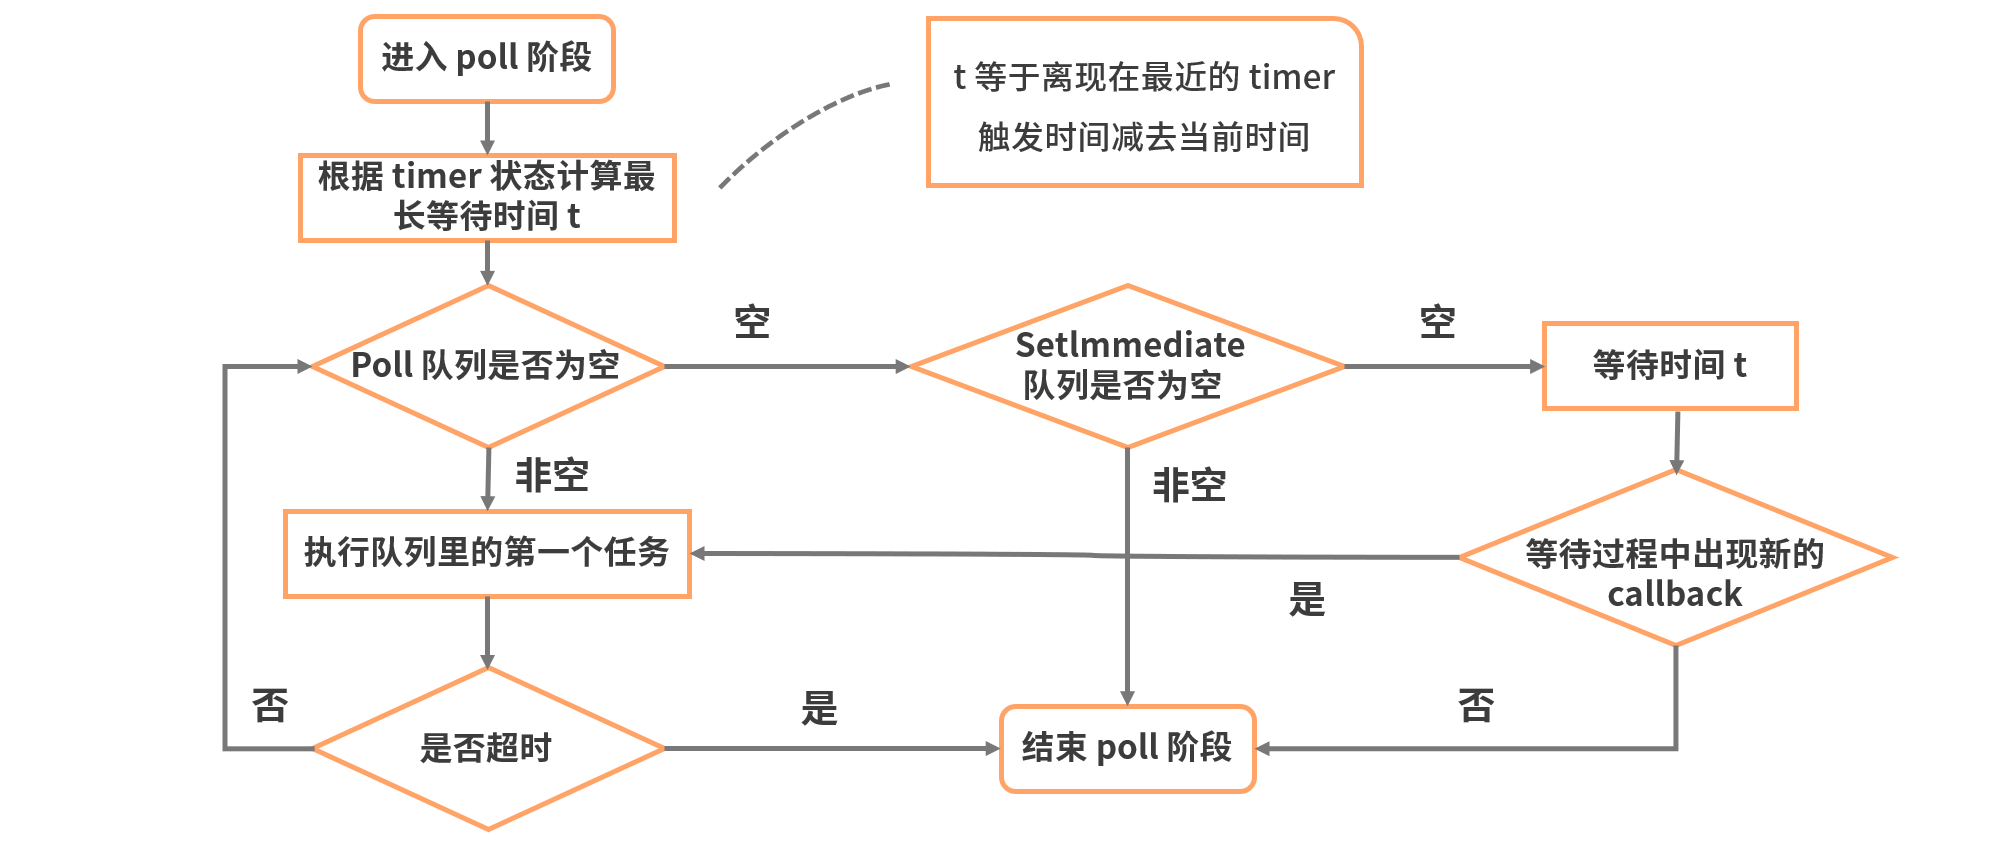 进入 poll 阶段
t 等于离现在最近的 timer
触发时间减去当前时间
根据 timer 状态计算最
长等待时间 t
空
空
Poll 队列是否为空
Setlmmediate
队列是否为空
等待时间 t
非空
非空
执行队列里的第一个任务
等待过程中出现新的
callback
是
否
是
否
是否超时
结束 poll 阶段